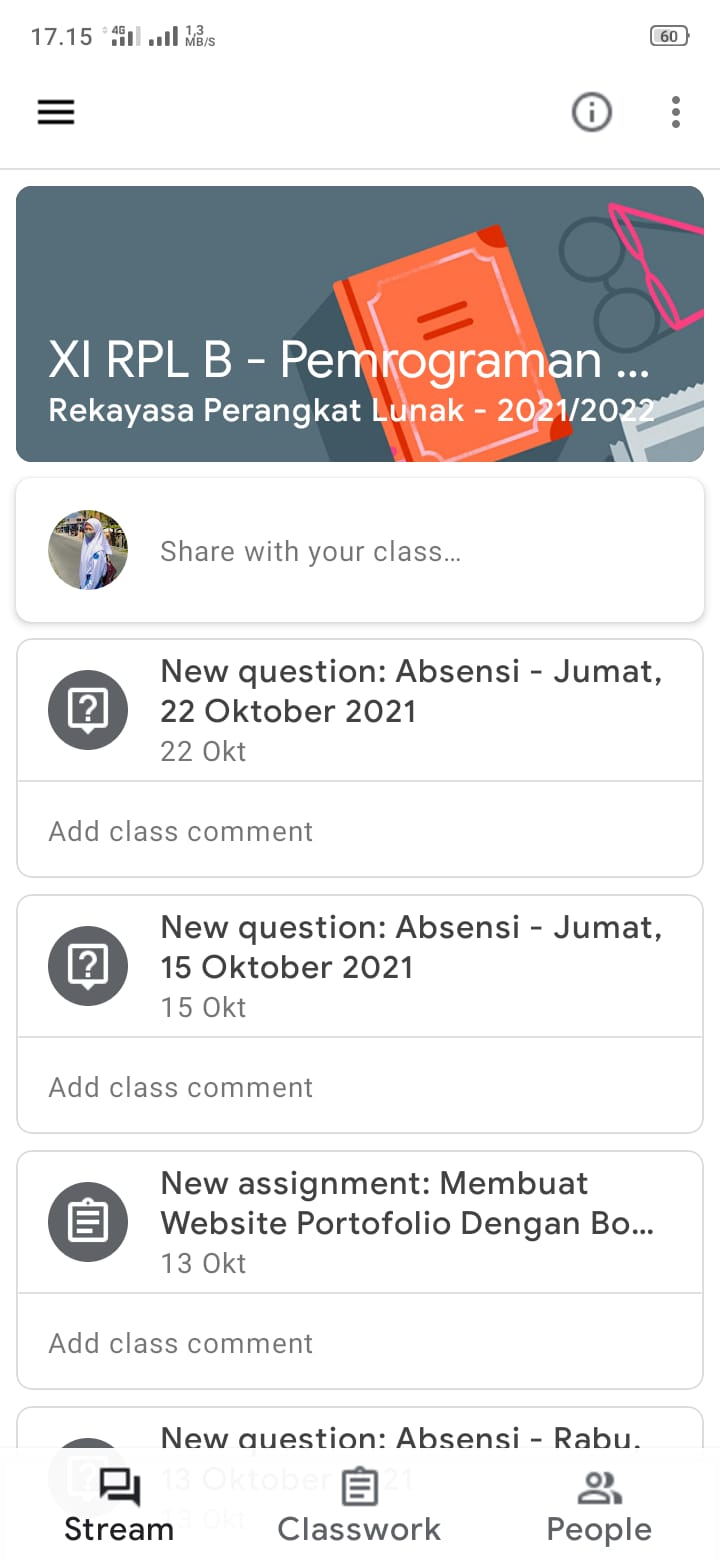 17.15 4G 1,3 MB/S 60
XI RPL B - Pemrograman ...
Rekayasa Perangkat Lunak - 2021/2022
Share with your class...
New question: Absensi - Jumat,
22 Oktober 2021
22 Okt
Add class comment
New question: Absensi - Jumat,
15 Oktober 2021
15 Okt
Add class comment
New assignment: Membuat
Website Portofolio Dengan Bo...
13 Okt
Add class comment
New question: Absensi - Rabu,
13 Oktober 2021
13 Okt
Stream Classwork People